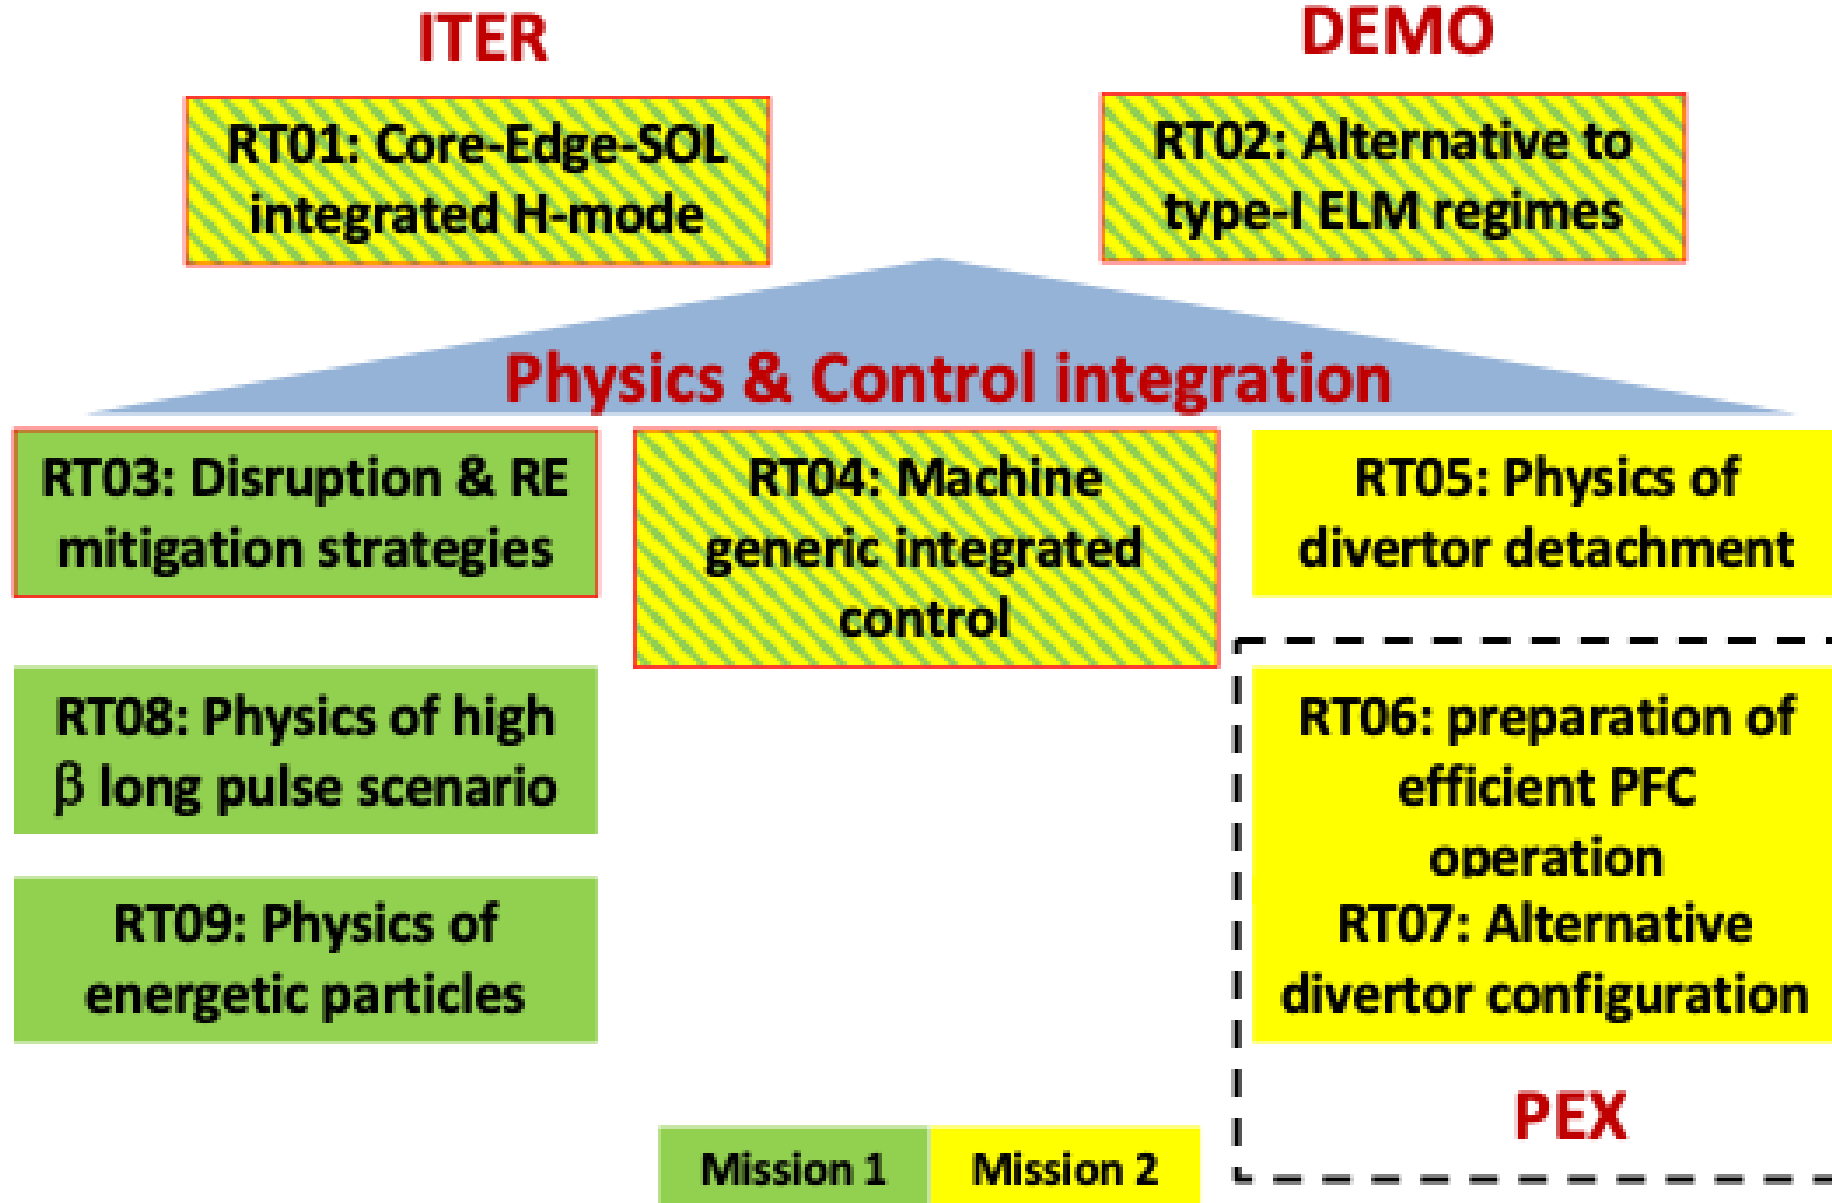 ITER
DEMO
RT01: Core-Edge-SOL
integrated H-mode
RT02: Alternative to
type-I ELM regimes
Physics & Control integration
RT03: Disruption & RE
mitigation strategies
RT04: Machine
generic integrated
control
RT05: Physics of
divertor detachment
RT08: Physics of high
β long pulse scenario
RT06: preparation of
efficient PFC
operation
RT09: Physics of
energetic particles
RT07: Alternative
divertor configuration
PEX
Mission 1
Mission 2